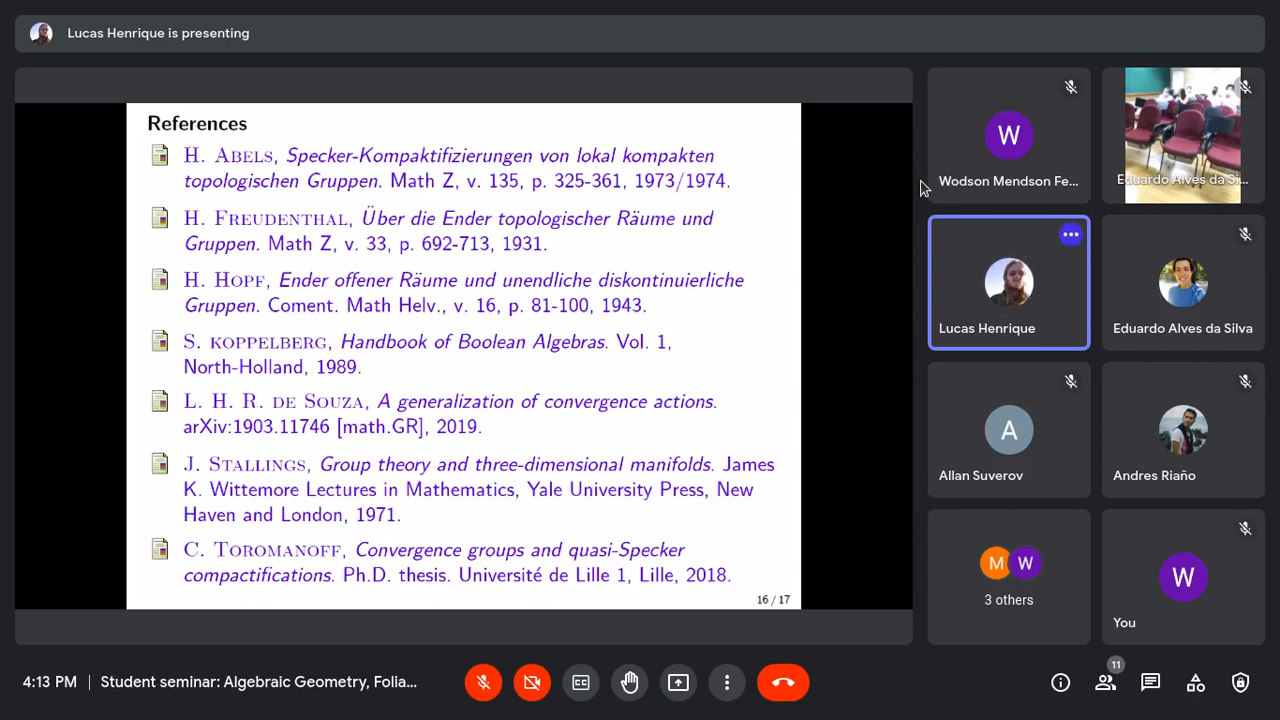 Lucas Henrique is presenting
References
H. Abels, Specker-Kompaktifizierungen von lokal kompakten
topologischen Gruppen. Math Z, v. 135, p. 325-361, 1973/1974.
H. Freudenthal, Über die Ender topologischer Räume und
Gruppen. Math Z, v. 33, p. 692-713, 1931.
H. Hopf, Ender offener Räume und unendliche diskontinuierliche
Gruppen. Coment. Math Helv., v. 16, p. 81-100, 1943.
S. koppelberg, Handbook of Boolean Algebras. Vol. 1,
North-Holland, 1989.
L. H. R. de Souza, A generalization of convergence actions.
arXiv:1903.11746 [math.GR], 2019.
J. Stallings, Group theory and three-dimensional manifolds. James
K. Wittemore Lectures in Mathematics, Yale University Press, New
Haven and London, 1971.
C. Toromanoff, Convergence groups and quasi-Specker
compactifications. Ph.D. thesis. Université de Lille 1, Lille, 2018.
16 / 17
W
Wodson Mendson Fe...
Eduardo Alves da Si...
Lucas Henrique
Eduardo Alves da Silva
A
Allan Suverov
Andres Riaño
M W
3 others
W
You
4:13 PM | Student seminar: Algebraic Geometry, Folia...
CC
11